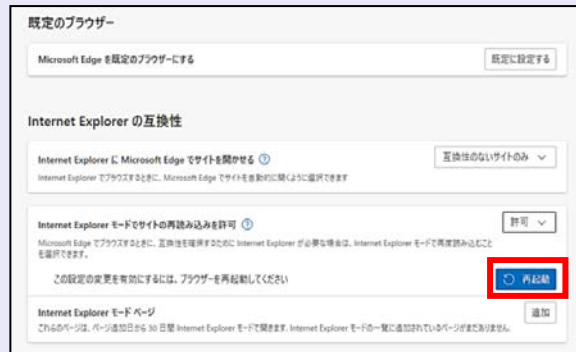 既定のブラウザー
Microsoft Edge を既定のブラウザーにする
既定に設定する
Internet Explorer の互換性
Internet Explorer に Microsoft Edge でサイトを開かせる
互換性のないサイトのみ
Internet Explorer でブラウズするときに、Microsoft Edge でサイトを自動的に開くように選択できます
Internet Explorer モードでサイトの再読み込みを許可
許可
Microsoft Edge でブラウズするときに、互換性を確保するために Internet Explorer が必要な場合は、Internet Explorer モードで再度読み込むこと
を選択できます。
この設定の変更を有効にするには、ブラウザーを再起動してください
再起動
Internet Explorer モード ページ
追加
これらのページは、ページ追加日から 30 日間 Internet Explorer モードで開きます。Internet Explorer モードの一覧に追加されているページがまだありません。